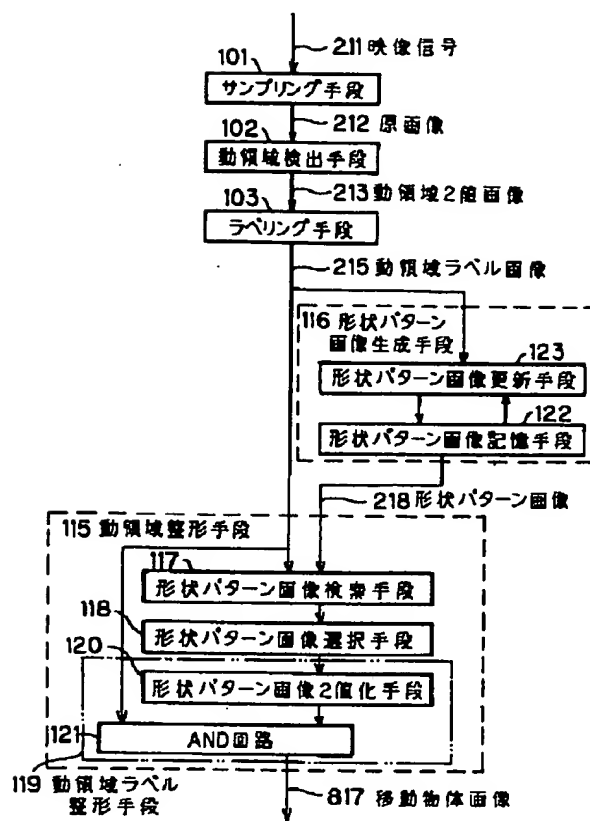 211 映像信号
101
サンプリング手段
212 原画像
102
動領域検出手段
213 動領域2値画像
103
ラベリング手段
215 動領域ラベル画像
116 形状パターン
画像生成手段
123
形状パターン画像更新手段
122
形状パターン画像記憶手段
218 形状パターン画像
115 動領域整形手段
117
形状パターン画像検索手段
118
形状パターン画像選択手段
120
形状パターン画像2値化手段
121
AND回路
119 動領域ラベル
整形手段
817 移動物体画像